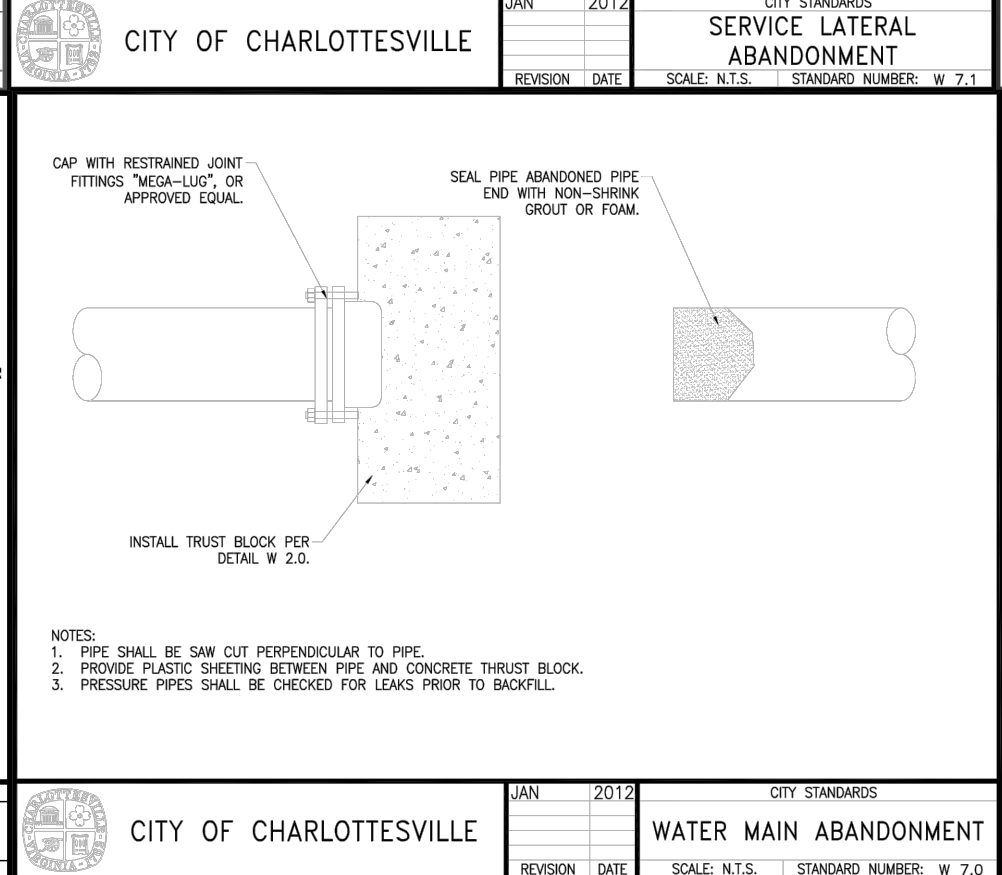 CITY OF CHARLOTTESVILLE
JAN 2012
REVISION DATE
CITY STANDARDS
SERVICE LATERAL
ABANDONMENT
SCALE: N.T.S. STANDARD NUMBER: W 7.1
CAP WITH RESTRAINED JOINT
FITTINGS "MEGA-LUG", OR
APPROVED EQUAL.
SEAL PIPE ABANDONED PIPE
END WITH NON-SHRINK
GROUT OR FOAM.
INSTALL TRUST BLOCK PER
DETAIL W 2.0.
NOTES:
1. PIPE SHALL BE SAW CUT PERPENDICULAR TO PIPE.
2. PROVIDE PLASTIC SHEETING BETWEEN PIPE AND CONCRETE THRUST BLOCK.
3. PRESSURE PIPES SHALL BE CHECKED FOR LEAKS PRIOR TO BACKFILL.
CHARLOTTESVILLE
VIRGINIA-1762
CITY OF CHARLOTTESVILLE
JAN 2012
REVISION DATE
CITY STANDARDS
WATER MAIN ABANDONMENT
SCALE: N.T.S. STANDARD NUMBER: W 7.0